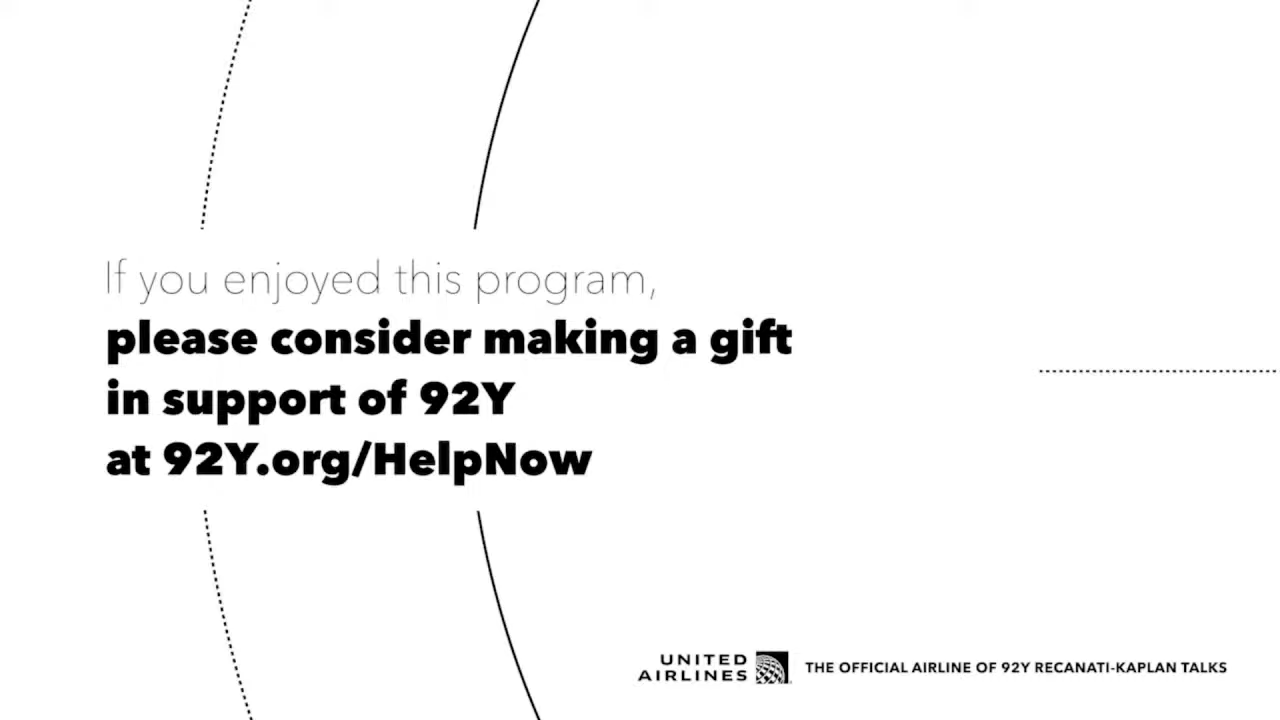 If you enjoyed this program,
please consider making a gift
in support of 92Y
at 92Y.org/HelpNow
UNITED
AIRLINES
THE OFFICIAL AIRLINE OF 92Y RECANATI-KAPLAN TALKS